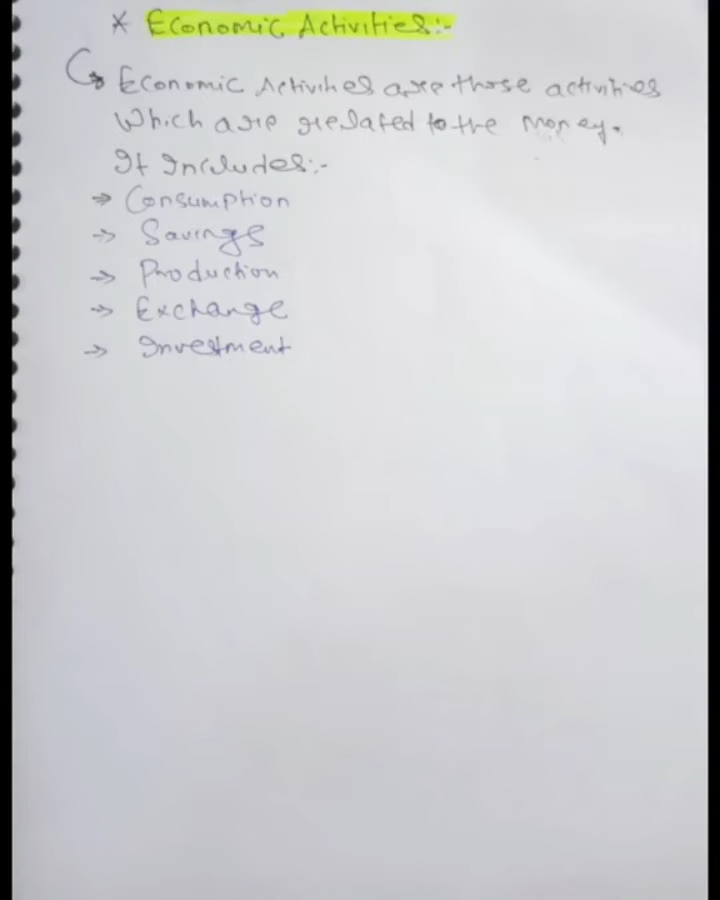 * Economic Activities:-
↳ Economic Activities are those activities
Which are related to the money.
It Includes:-
→ Consumption
→ Savings
→ Production
→ Exchange
→ Investment